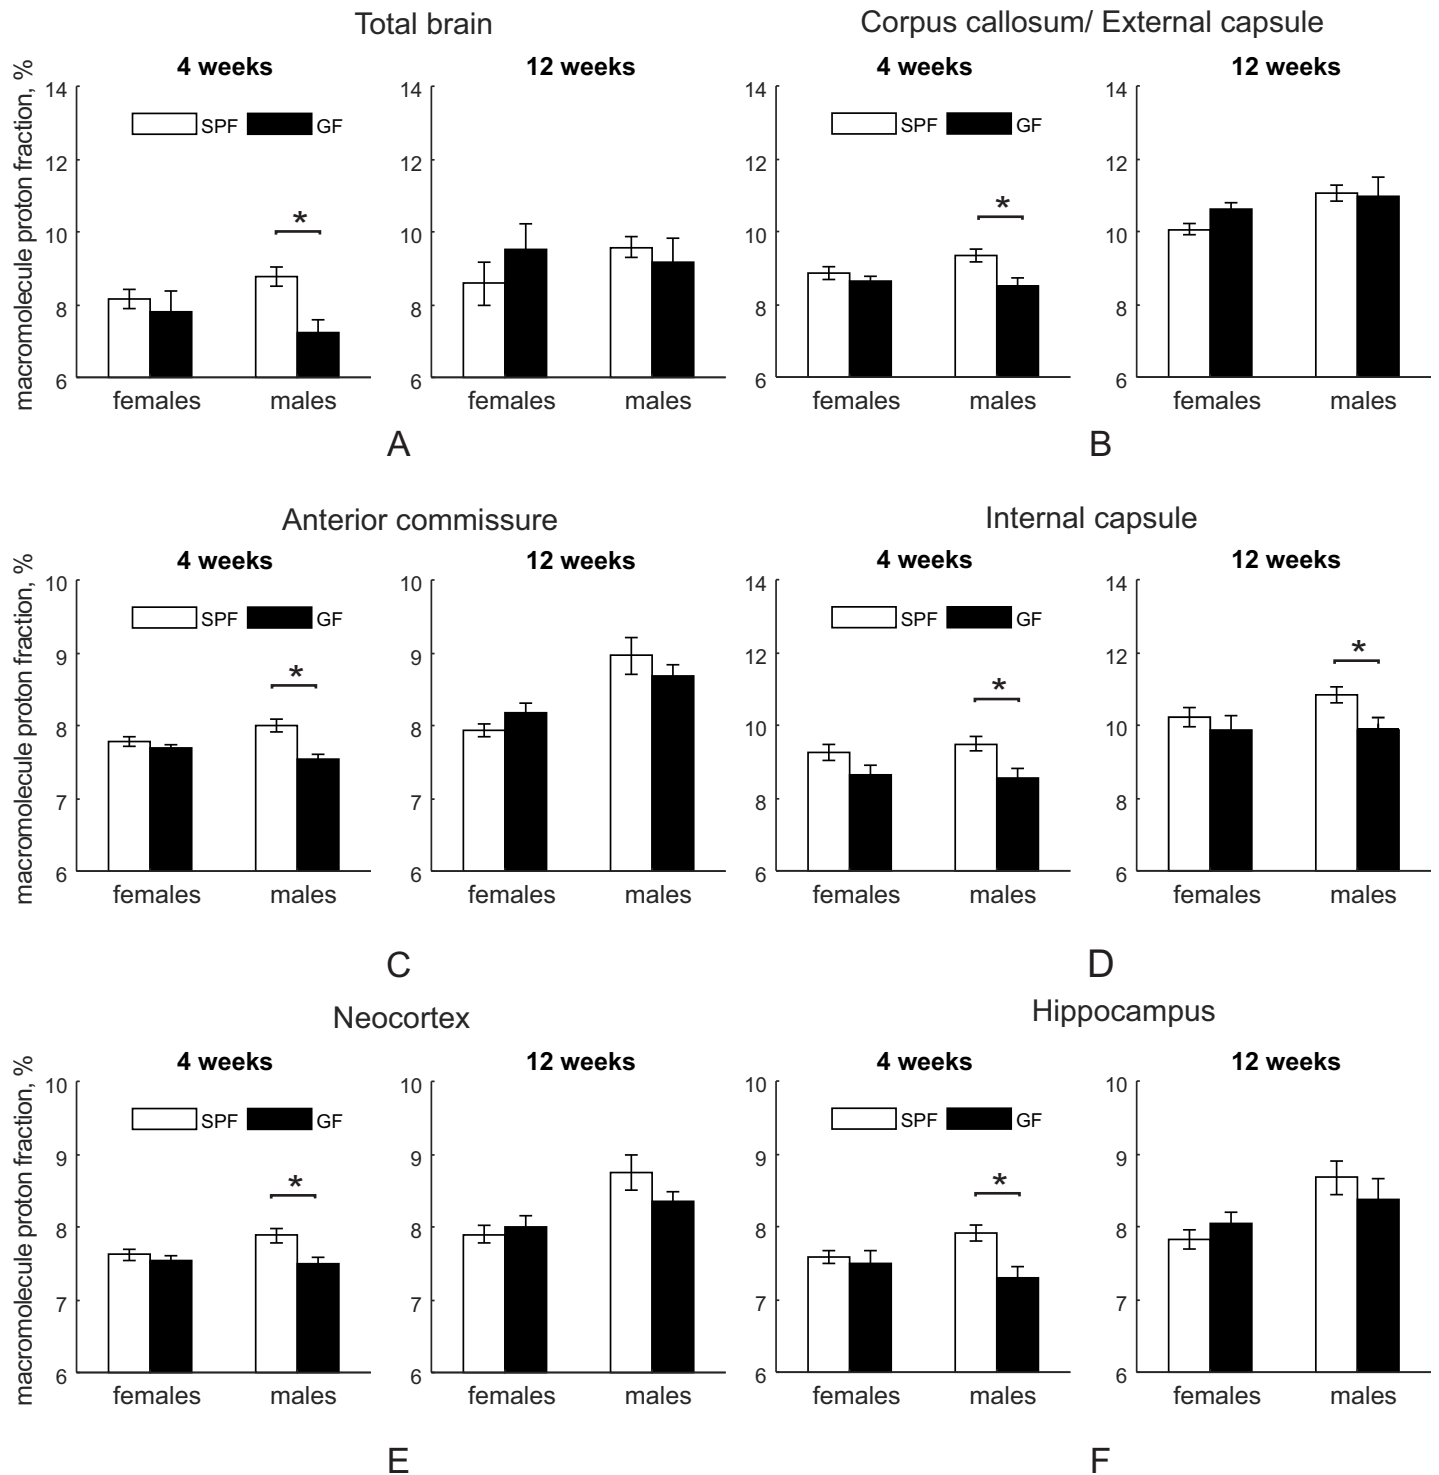 Total brain
Corpus callosum/ External capsule
4 weeks
12 weeks
4 weeks
12 weeks
macromolecule proton fraction, %
14
12
10
8
6
SPF
GF
*
females
males
14
12
10
8
6
females
males
14
12
10
8
6
SPF
GF
*
females
males
14
12
10
8
6
females
males
A
B
Anterior commissure
Internal capsule
4 weeks
12 weeks
4 weeks
12 weeks
macromolecule proton fraction, %
10
9
8
7
6
SPF
GF
*
females
males
10
9
8
7
6
females
males
14
12
10
8
6
SPF
GF
*
females
males
14
12
10
8
6
*
females
males
C
D
Neocortex
Hippocampus
4 weeks
12 weeks
4 weeks
12 weeks
macromolecule proton fraction, %
10
9
8
7
6
SPF
GF
*
females
males
10
9
8
7
6
females
males
10
9
8
7
6
SPF
GF
*
females
males
10
9
8
7
6
females
males
E
F